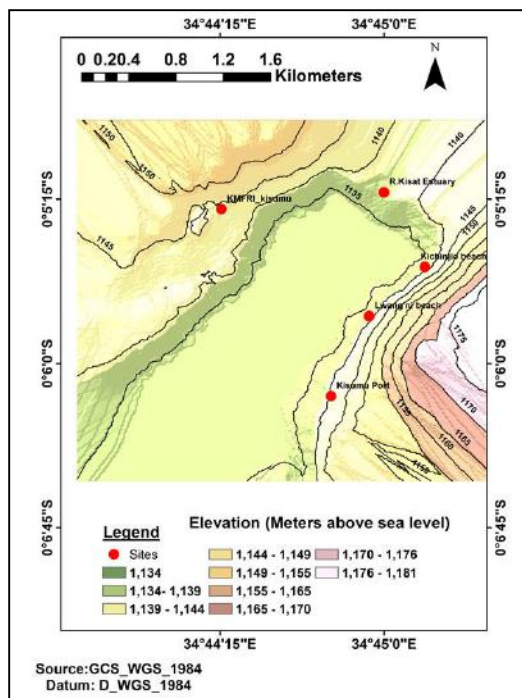 34°44'15"E 34°45'0"E
N
0 0.20.4 0.8 1.2 1.6
Kilometers
1150
1150
1140
1140
0°5'15"S
0°5'15"S
R.Kisat Estuary
1135
KMFRI_kisumu
1145
1150
1145
Kichinjio beach
Lwang'ni beach
1175
0°6'0"S
0°6'0"S
Kisumu Port
1170
1165
1160
0°6'45"S
0°6'45"S
Legend
Elevation (Meters above sea level)
Sites
1,134
1,134- 1,139
1,139 - 1,144
1,144 - 1,149
1,149 - 1,155
1,155 - 1,165
1,165 - 1,170
1,170 - 1,176
1,176 - 1,181
34°44'15"E 34°45'0"E
Source:GCS_WGS_1984
Datum: D_WGS_1984